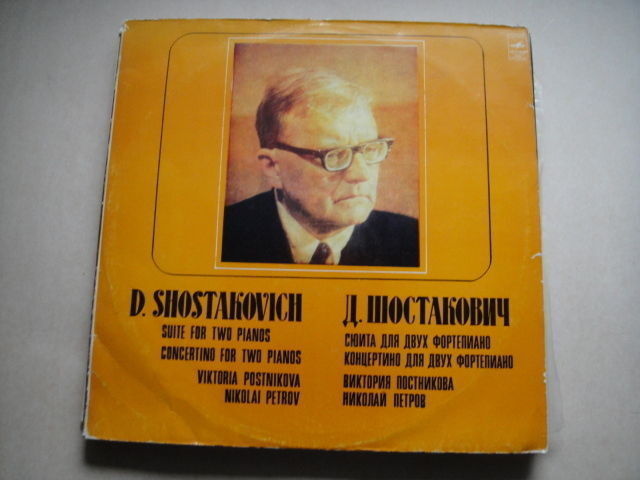 D. SHOSTAKOVICH
SUITE FOR TWO PIANOS
CONCERTINO FOR TWO PIANOS
VIKTORIA POSTNIKOVA
NIKOLAI PETROV
Д. ШОСТАКОВИЧ
СЮИТА ДЛЯ ДВУХ ФОРТЕПИАНО
КОНЦЕРТИНО ДЛЯ ДВУХ ФОРТЕПИАНО
ВИКТОРИЯ ПОСТНИКОВА
НИКОЛАЙ ПЕТРОВ